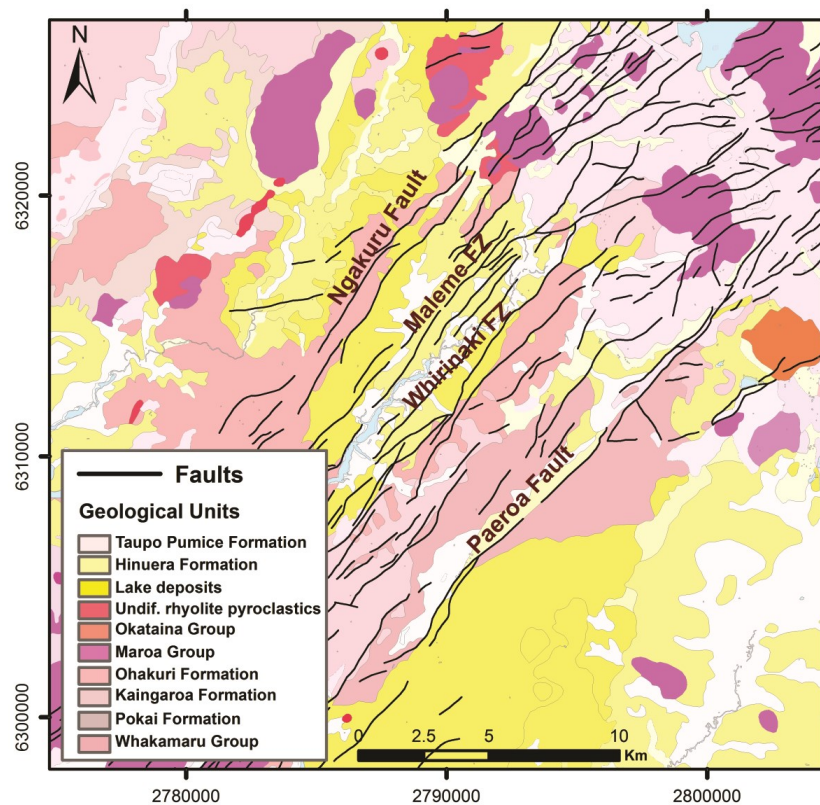 N
6320000
6310000
6300000
Ngakuru Fault
Maleme FZ
Whirinaki FZ
Paeroa Fault
Faults
Geological Units
Taupo Pumice Formation
Hinuera Formation
Lake deposits
Undif. rhyolite pyroclastics
Okataina Group
Maroa Group
Ohakuri Formation
Kaingaroa Formation
Pokai Formation
Whakamaru Group
0 2.5 5 10
Km
2780000 2790000 2800000